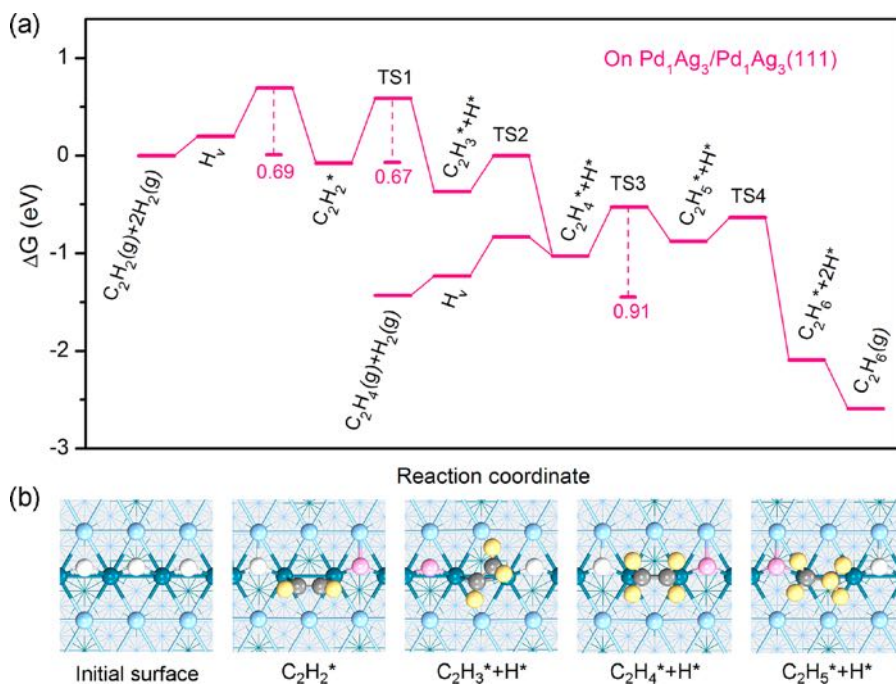 (a)
On Pd₁Ag₃/Pd₁Ag₃(111)
ΔG (eV)
1
0
-1
-2
-3
C₂H₂(g)+2H₂(g)
Hᵥ
0.69
C₂H₂*
TS1
0.67
C₂H₃*+H*
TS2
C₂H₄(g)+H₂(g)
Hᵥ
C₂H₄*+H*
TS3
0.91
C₂H₅*+H*
TS4
C₂H₆*+2H*
C₂H₆(g)
Reaction coordinate
(b)
Initial surface
C₂H₂*
C₂H₃*+H*
C₂H₄*+H*
C₂H₅*+H*